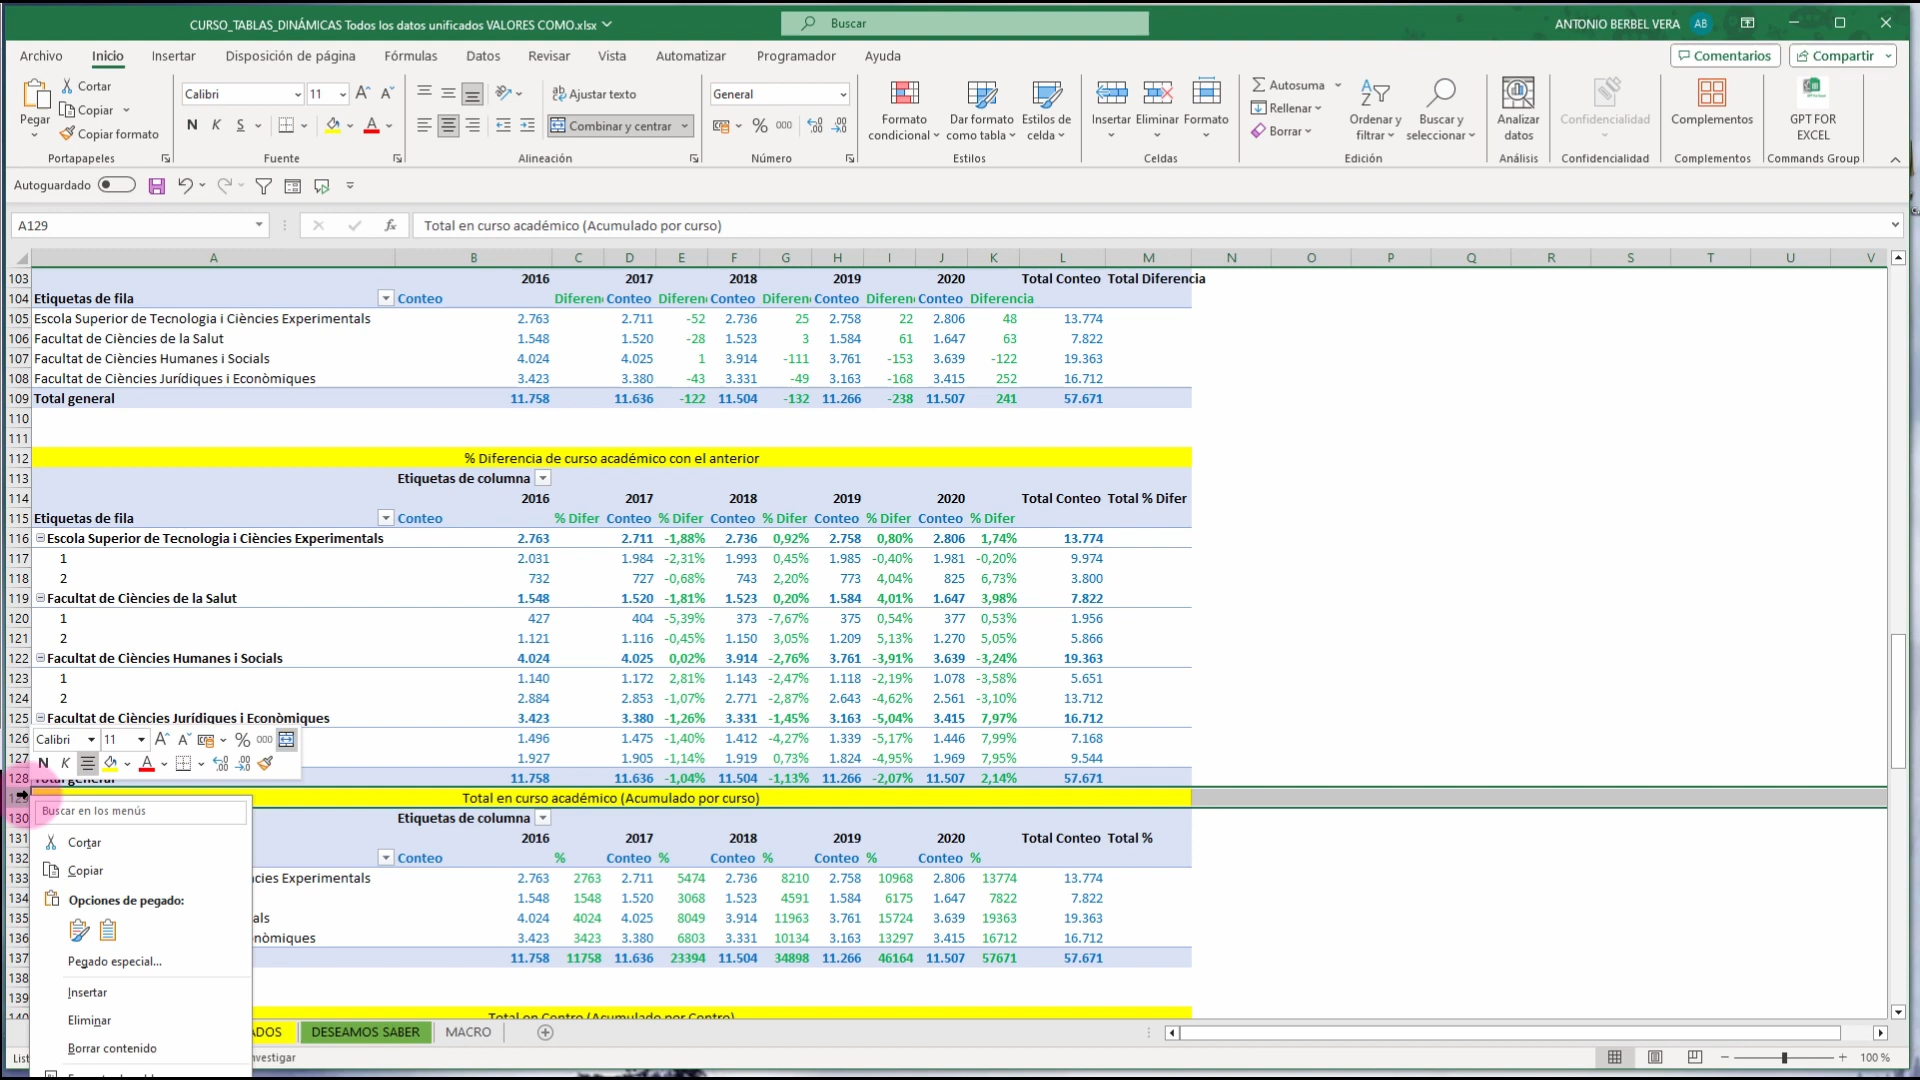 CURSO_TABLAS_DINÁMICAS Todos los datos unificados VALORES COMO.xlsx
Buscar
ANTONIO BERBEL VERA AB
Archivo Inicio Insertar Disposición de página Fórmulas Datos Revisar Vista Automatizar Programador Ayuda Comentarios Compartir
Pegar Cortar Copiar Copiar formato Portapapeles
Calibri 11 N K S Fuente
Ajustar texto Combinar y centrar Alineación
General % 000 Número
Formato condicional Dar formato como tabla Estilos de celda Estilos
Insertar Eliminar Formato Celdas
Autosuma Rellenar Borrar Ordenar y filtrar Buscar y seleccionar Edición
Analizar datos Análisis
Confidencialidad Confidencialidad
Complementos Complementos
GPT FOR EXCEL Commands Group
Autoguardado
A129 fx Total en curso académico (Acumulado por curso)
A B C D E F G H I J K L M N O P Q R S T U V
103 2016 2017 2018 2019 2020 Total Conteo Total Diferencia
104 Etiquetas de fila Conteo Diferen Conteo Diferen Conteo Diferen Conteo Diferen Conteo Diferencia
105 Escola Superior de Tecnologia i Ciències Experimentals 2.763 2.711 -52 2.736 25 2.758 22 2.806 48 13.774
106 Facultat de Ciències de la Salut 1.548 1.520 -28 1.523 3 1.584 61 1.647 63 7.822
107 Facultat de Ciències Humanes i Socials 4.024 4.025 1 3.914 -111 3.761 -153 3.639 -122 19.363
108 Facultat de Ciències Jurídiques i Econòmiques 3.423 3.380 -43 3.331 -49 3.163 -168 3.415 252 16.712
109 Total general 11.758 11.636 -122 11.504 -132 11.266 -238 11.507 241 57.671
110
111
112 % Diferencia de curso académico con el anterior
113 Etiquetas de columna
114 2016 2017 2018 2019 2020 Total Conteo Total % Difer
115 Etiquetas de fila Conteo % Difer Conteo % Difer Conteo % Difer Conteo % Difer Conteo % Difer
116 Escola Superior de Tecnologia i Ciències Experimentals 2.763 2.711 -1,88% 2.736 0,92% 2.758 0,80% 2.806 1,74% 13.774
117 1 2.031 1.984 -2,31% 1.993 0,45% 1.985 -0,40% 1.981 -0,20% 9.974
118 2 732 727 -0,68% 743 2,20% 773 4,04% 825 6,73% 3.800
119 Facultat de Ciències de la Salut 1.548 1.520 -1,81% 1.523 0,20% 1.584 4,01% 1.647 3,98% 7.822
120 1 427 404 -5,39% 373 -7,67% 375 0,54% 377 0,53% 1.956
121 2 1.121 1.116 -0,45% 1.150 3,05% 1.209 5,13% 1.270 5,05% 5.866
122 Facultat de Ciències Humanes i Socials 4.024 4.025 0,02% 3.914 -2,76% 3.761 -3,91% 3.639 -3,24% 19.363
123 1 1.140 1.172 2,81% 1.143 -2,47% 1.118 -2,19% 1.078 -3,58% 5.651
124 2 2.884 2.853 -1,07% 2.771 -2,87% 2.643 -4,62% 2.561 -3,10% 13.712
125 Facultat de Ciències Jurídiques i Econòmiques 3.423 3.380 -1,26% 3.331 -1,45% 3.163 -5,04% 3.415 7,97% 16.712
126 Calibri 11 % 000 1.496 1.475 -1,40% 1.412 -4,27% 1.339 -5,17% 1.446 7,99% 7.168
127 N K A 1.927 1.905 -1,14% 1.919 0,73% 1.824 -4,95% 1.969 7,95% 9.544
128 Total general 11.758 11.636 -1,04% 11.504 -1,13% 11.266 -2,07% 11.507 2,14% 57.671
129 Total en curso académico (Acumulado por curso)
130 Etiquetas de columna
131 2016 2017 2018 2019 2020 Total Conteo Total %
132 Conteo % Conteo % Conteo % Conteo % Conteo %
133 cies Experimentals 2.763 2763 2.711 5474 2.736 8210 2.758 10968 2.806 13774 13.774
134 1.548 1548 1.520 3068 1.523 4591 1.584 6175 1.647 7822 7.822
135 als 4.024 4024 4.025 8049 3.914 11963 3.761 15724 3.639 19363 19.363
136 nòmiques 3.423 3423 3.380 6803 3.331 10134 3.163 13297 3.415 16712 16.712
137 11.758 11758 11.636 23394 11.504 34898 11.266 46164 11.507 57671 57.671
138
139
140 Total en Centro (Acumulado por Centro)
Buscar en los menús
Cortar
Copiar
Opciones de pegado:
Pegado especial...
Insertar
Eliminar
Borrar contenido
ADOS DESEAMOS SABER MACRO
List nvestigar 100 %